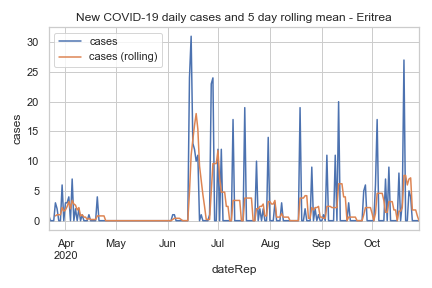 New COVID-19 daily cases and 5 day rolling mean - Eritrea
cases
cases (rolling)
30
25
20
15
10
5
0
cases
Apr
2020
May
Jun
Jul
Aug
Sep
Oct
dateRep